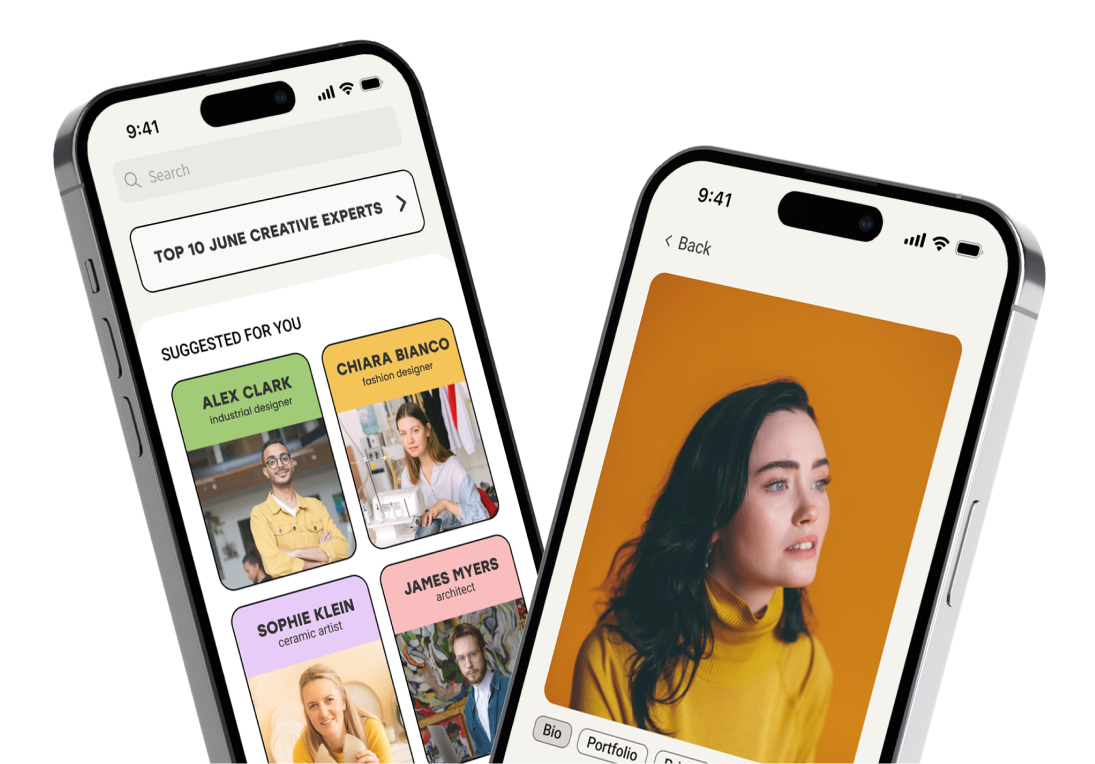 9:41
Search
TOP 10 JUNE CREATIVE EXPERTS
SUGGESTED FOR YOU
ALEX CLARK
industrial designer
CHIARA BIANCO
fashion designer
SOPHIE KLEIN
ceramic artist
JAMES MYERS
architect
9:41
Back
Bio
Portfolio